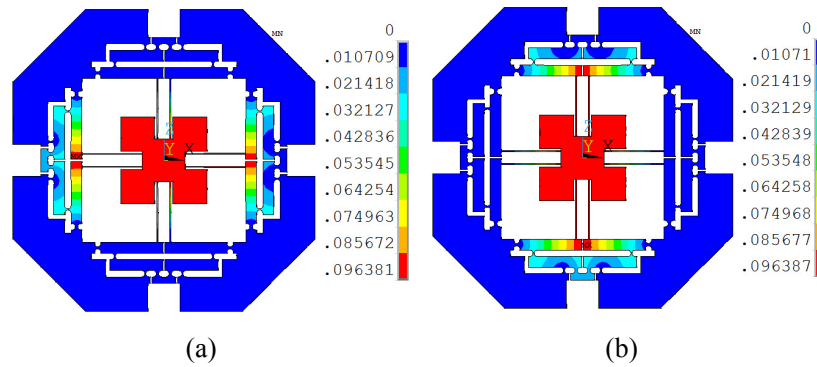 MN
0
.010709
.021418
.032127
.042836
.053545
.064254
.074963
.085672
.096381
Z
Y X
MN
0
.01071
.021419
.032129
.042839
.053548
.064258
.074968
.085677
.096387
Z
Y X
(a)
(b)